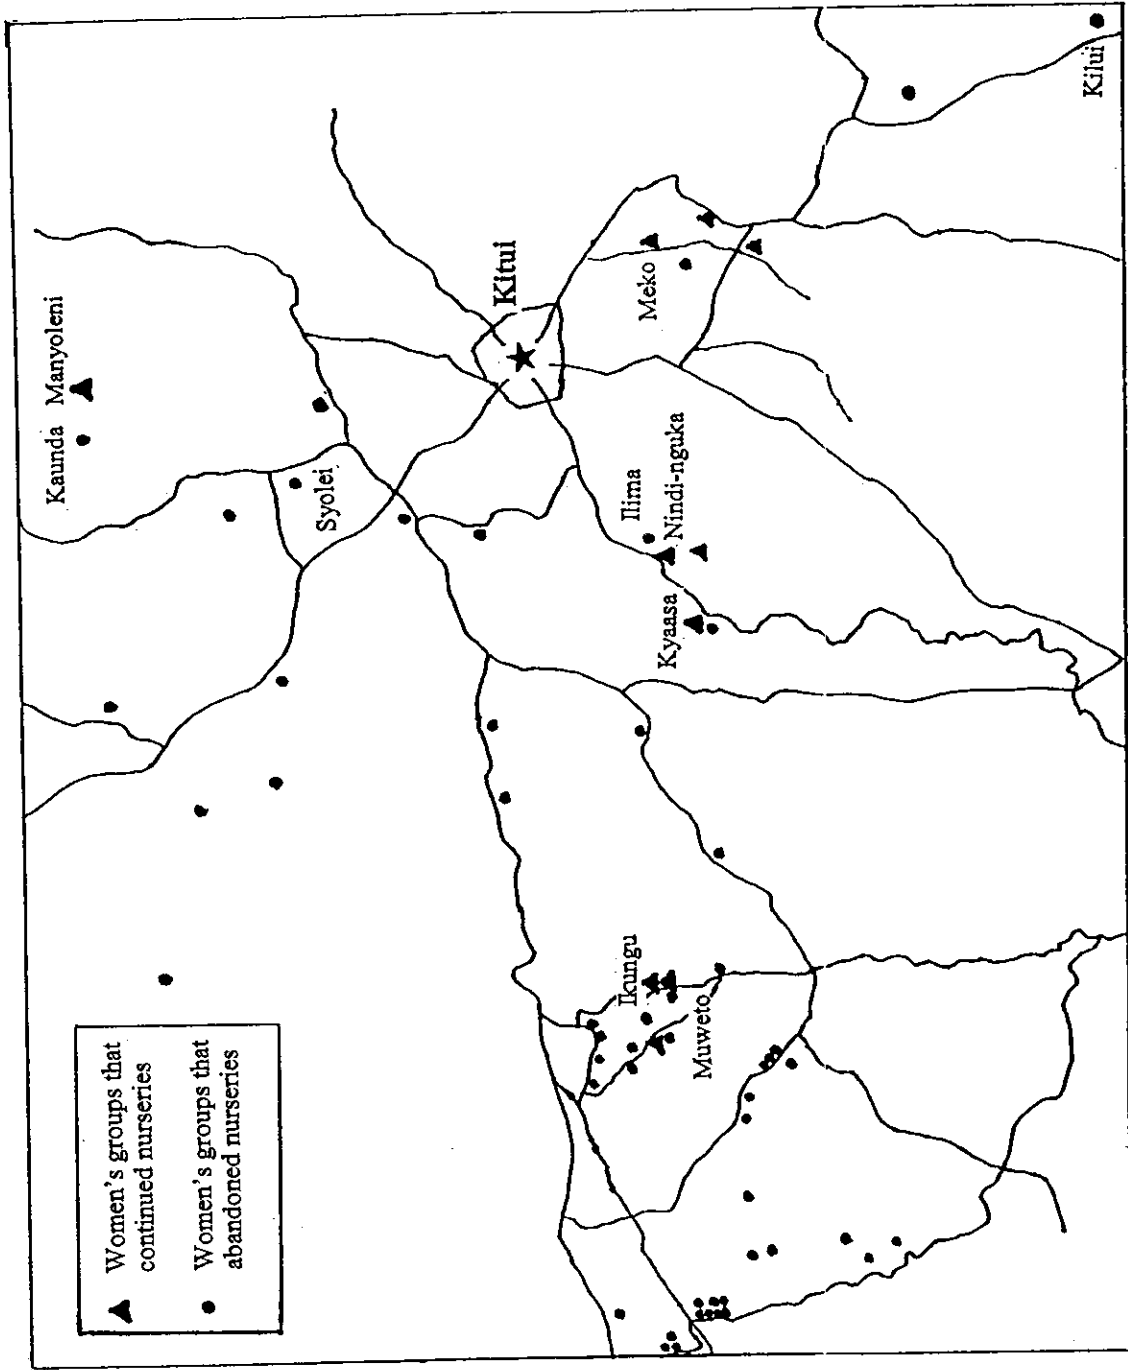 Women's groups that
continued nurseries
Women's groups that
abandoned nurseries
Kaunda
Manyoleni
Syolei
Kitui
Ilima
Nindi-nguka
Kyaasa
Meko
Kilui
Ikungu
Muweto